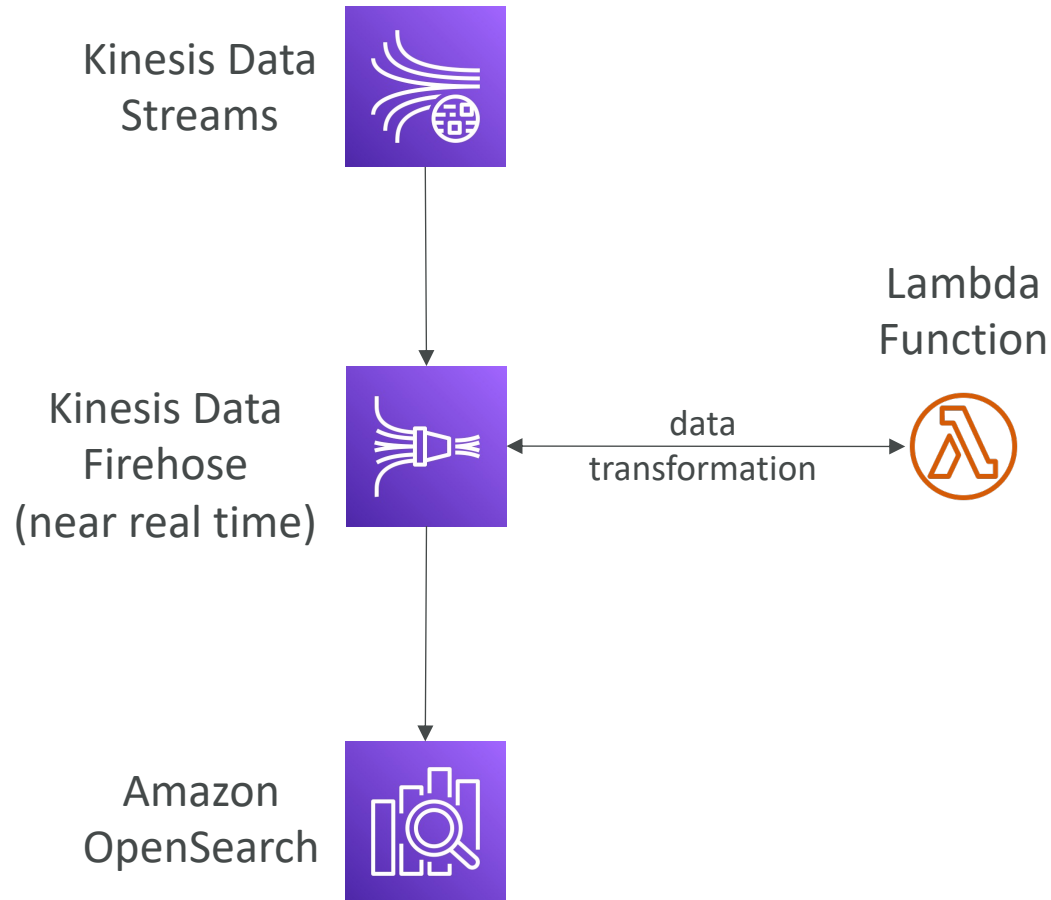 Kinesis Data
Streams
Lambda
Function
Kinesis Data
Firehose
(near real time)
data
transformation
Amazon
OpenSearch